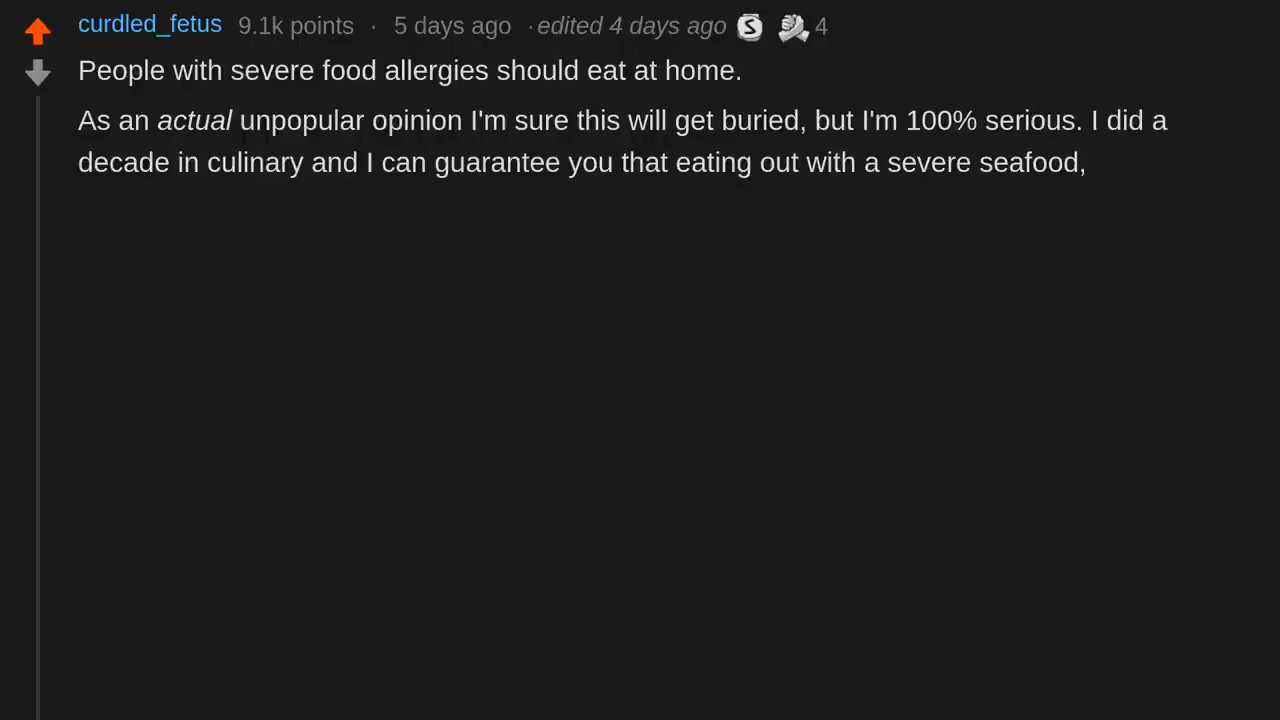 curdled_fetus 9.1k points · 5 days ago · edited 4 days ago S 4
People with severe food allergies should eat at home.
As an actual unpopular opinion I'm sure this will get buried, but I'm 100% serious. I did a
decade in culinary and I can guarantee you that eating out with a severe seafood,